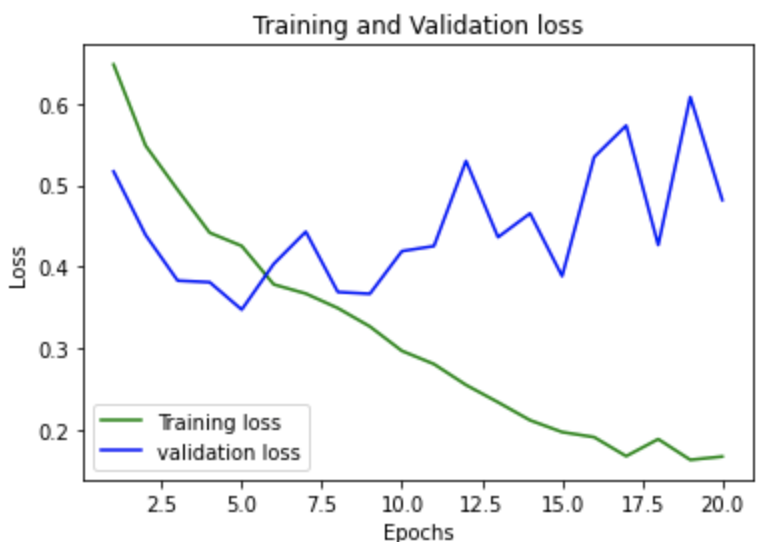 Training and Validation loss
Loss
0.6
0.5
0.4
0.3
0.2
Training loss
validation loss
2.5 5.0 7.5 10.0 12.5 15.0 17.5 20.0
Epochs